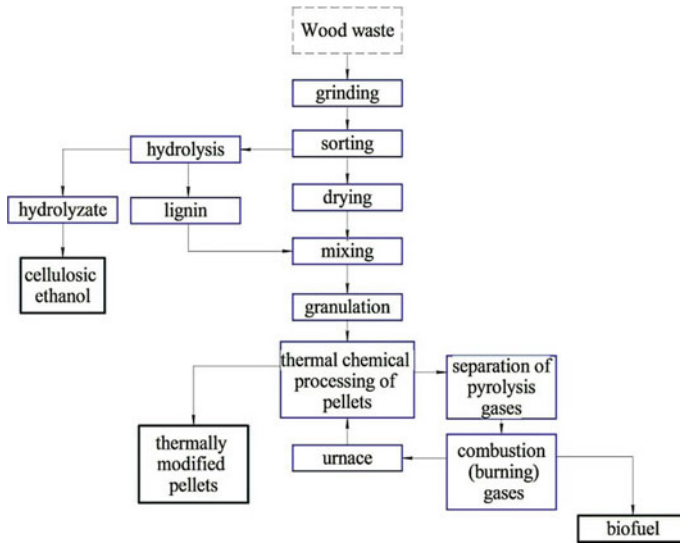 Wood waste
grinding
sorting
hydrolysis
drying
hydrolyzate
lignin
mixing
cellulosic
ethanol
granulation
thermal chemical
processing of
pellets
separation of
pyrolysis
gases
thermally
modified
pellets
urnace
combustion
(burning)
gases
biofuel